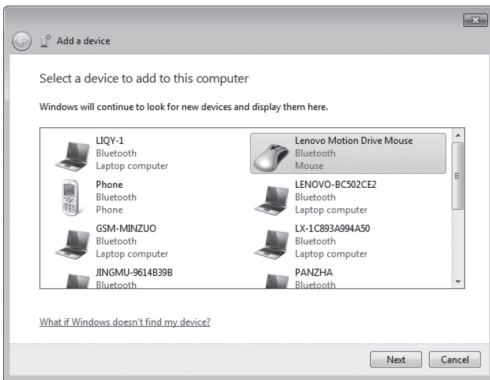 Add a device
Select a device to add to this computer
Windows will continue to look for new devices and display them here.
LIQY-1
Bluetooth
Laptop computer
Lenovo Motion Drive Mouse
Bluetooth
Mouse
Phone
Bluetooth
Phone
LENOVO-BC502CE2
Bluetooth
Laptop computer
GSM-MINZUO
Bluetooth
Laptop computer
LX-1C893A994A50
Bluetooth
Laptop computer
JINGMU-9614B39B
Bluetooth
PANZHA
Bluetooth
What if Windows doesn't find my device?
Next
Cancel